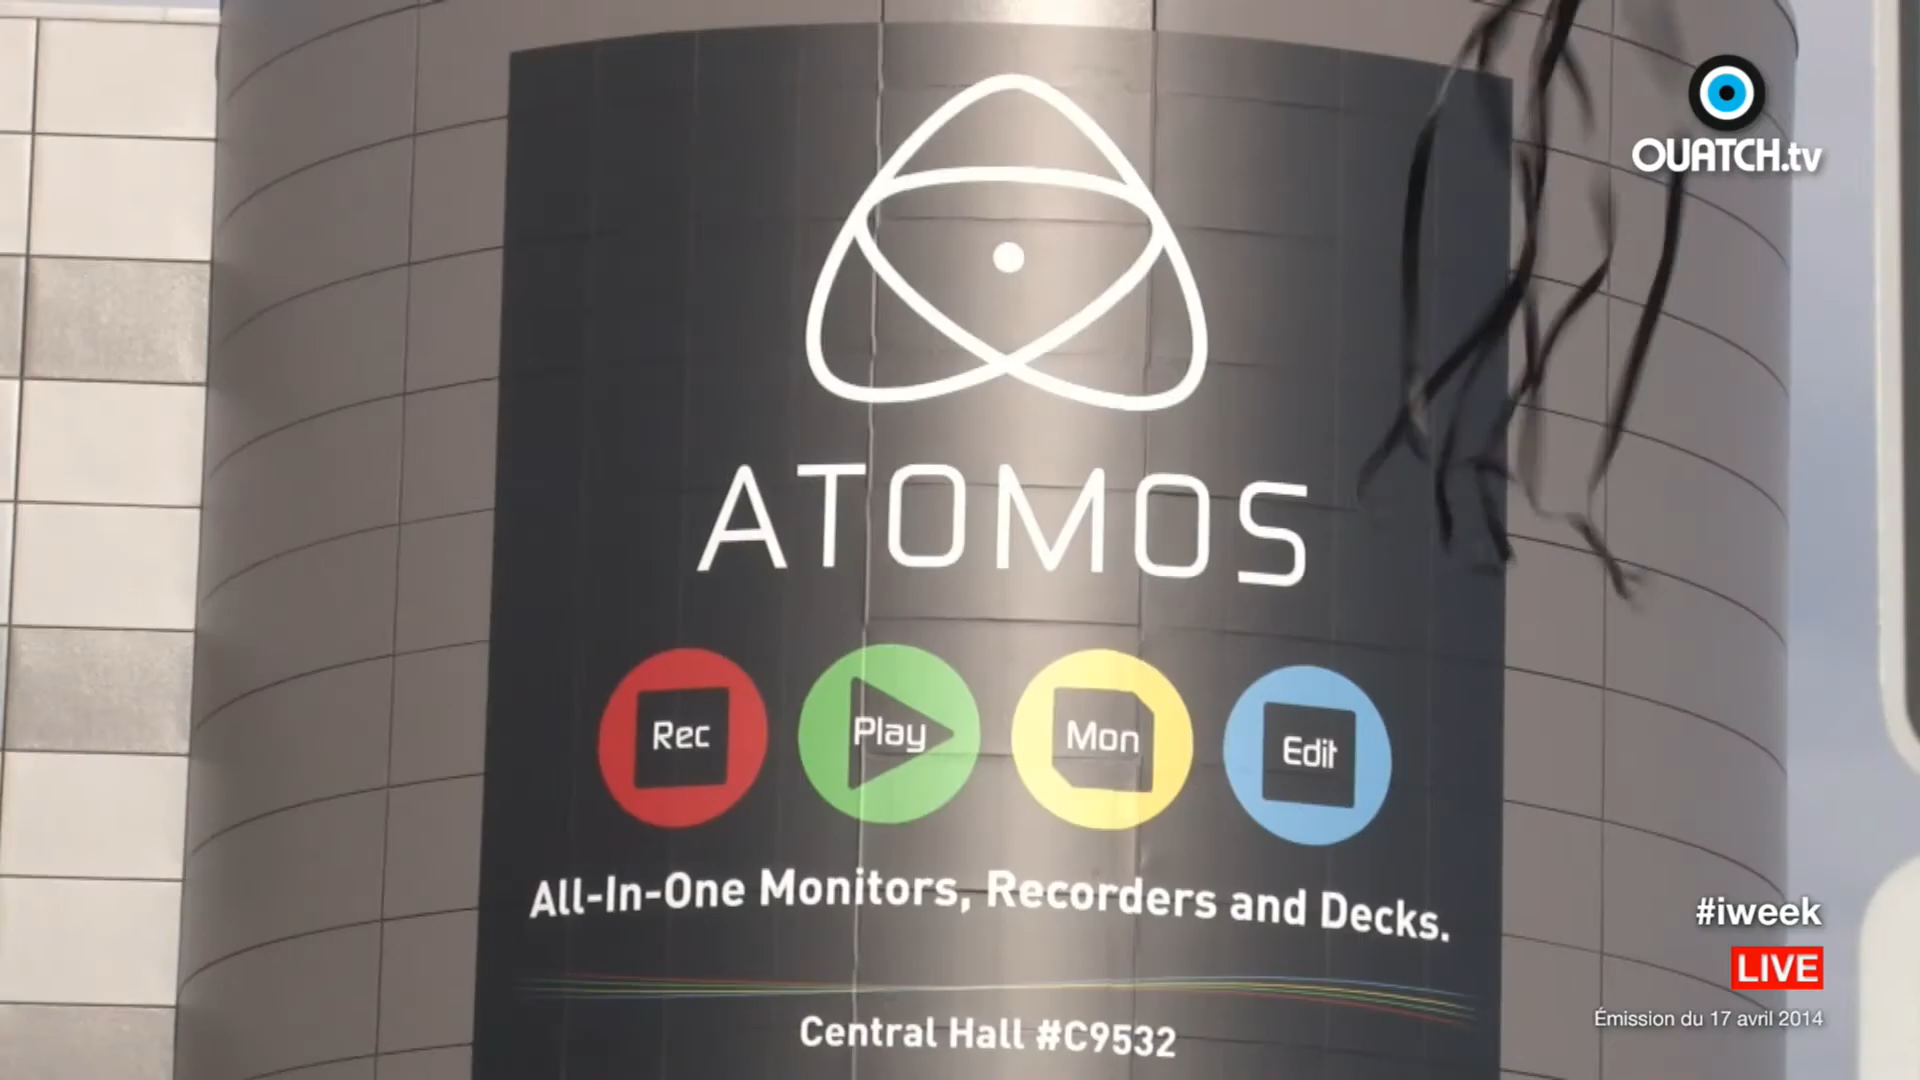 OUATCH.tv
ATOMOS
Rec Play Mon Edit
All-In-One Monitors, Recorders and Decks.
Central Hall #C9532
#iweek
LIVE
Émission du 17 avril 2014